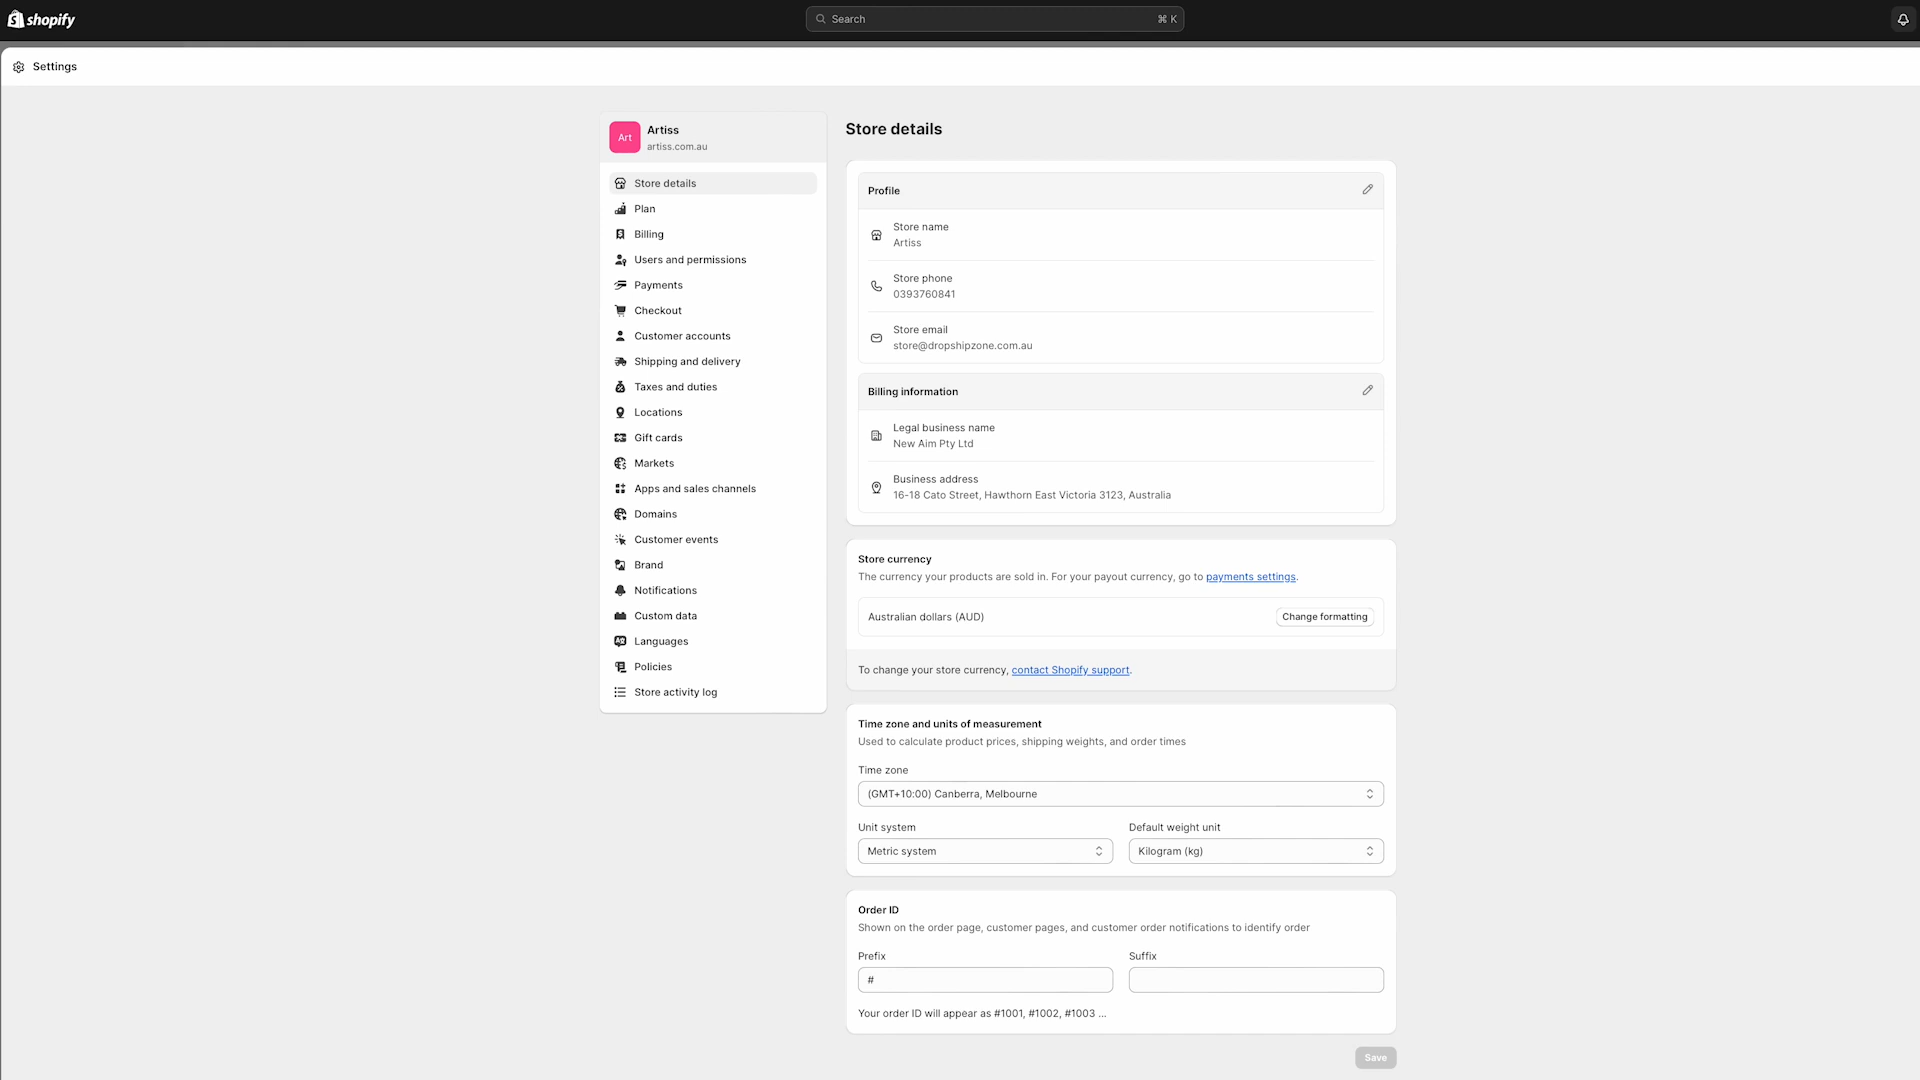 shopify
Search
⌘ K
Settings
Art
Artiss
artiss.com.au
Store details
Plan
Billing
Users and permissions
Payments
Checkout
Customer accounts
Shipping and delivery
Taxes and duties
Locations
Gift cards
Markets
Apps and sales channels
Domains
Customer events
Brand
Notifications
Custom data
Languages
Policies
Store activity log
Store details
Profile
Store name
Artiss
Store phone
0393760841
Store email
store@dropshipzone.com.au
Billing information
Legal business name
New Aim Pty Ltd
Business address
16-18 Cato Street, Hawthorn East Victoria 3123, Australia
Store currency
The currency your products are sold in. For your payout currency, go to payments settings.
Australian dollars (AUD)
Change formatting
To change your store currency, contact Shopify support.
Time zone and units of measurement
Used to calculate product prices, shipping weights, and order times
Time zone
(GMT+10:00) Canberra, Melbourne
Unit system
Default weight unit
Metric system
Kilogram (kg)
Order ID
Shown on the order page, customer pages, and customer order notifications to identify order
Prefix
Suffix
#
Your order ID will appear as #1001, #1002, #1003 ...
Save